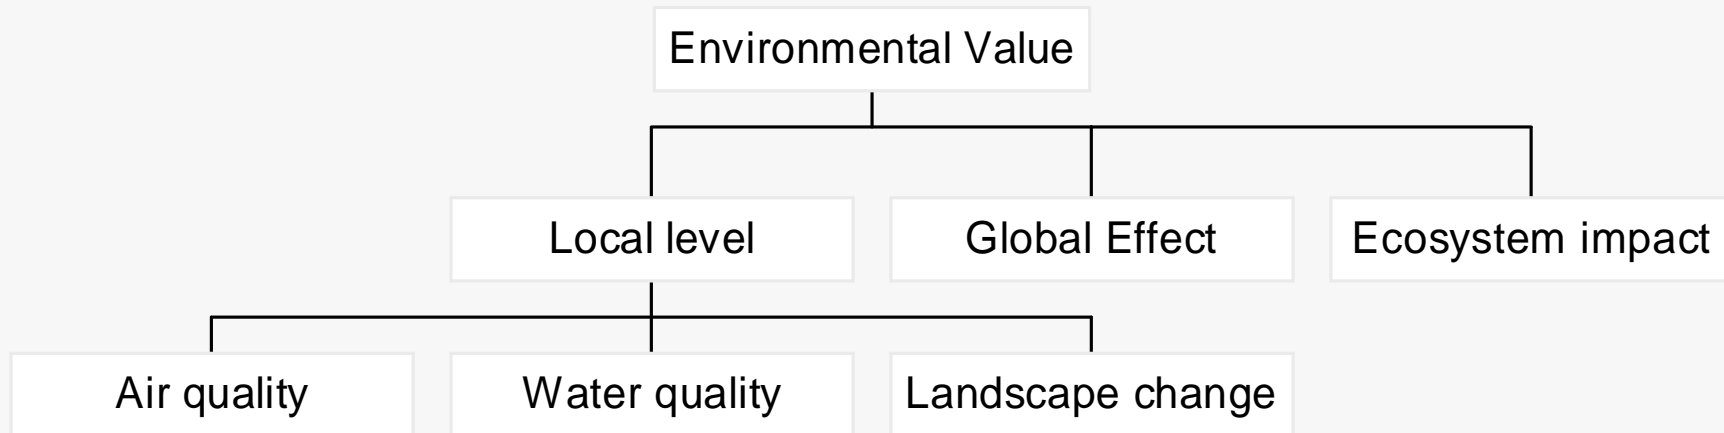 Environmental Value
Local level
Global Effect
Ecosystem impact
Air quality
Water quality
Landscape change